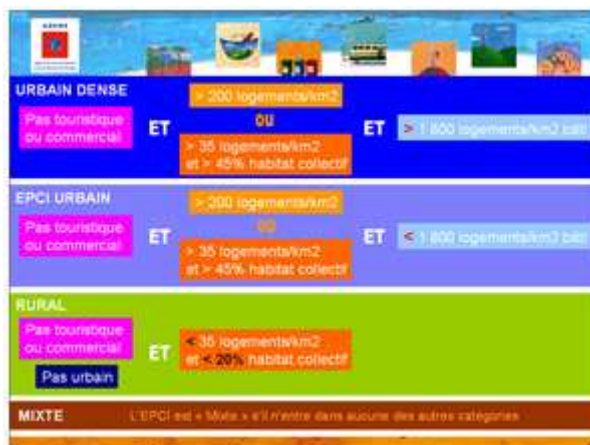 ADEME
URBAIN DENSE
Pas touristique
ou commercial
ET
> 200 logements/km2
OU
> 35 logements/km2
et > 45% habitat collectif
ET
> 1 800 logements/km2 bâti
EPCI URBAIN
Pas touristique
ou commercial
ET
> 200 logements/km2
OU
> 35 logements/km2
et > 45% habitat collectif
ET
< 1 800 logements/km2 bâti
RURAL
Pas touristique
ou commercial
Pas urbain
ET
< 35 logements/km2
et < 20% habitat collectif
MIXTE
L'EPCI est « Mixte » s'il n'entre dans aucune des autres catégories